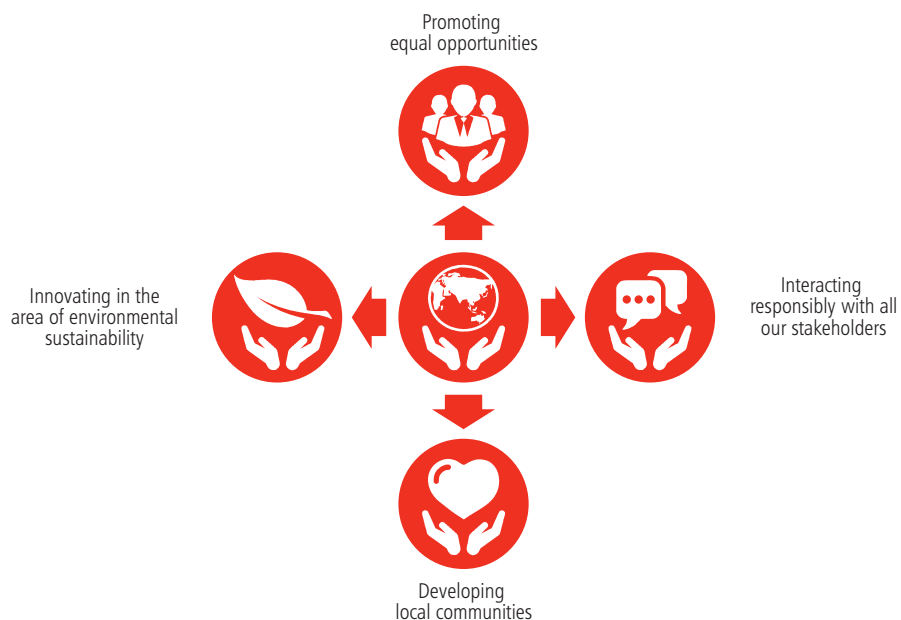 Promoting
equal opportunities
Innovating in the
area of environmental
sustainability
Interacting
responsibly with all
our stakeholders
Developing
local communities